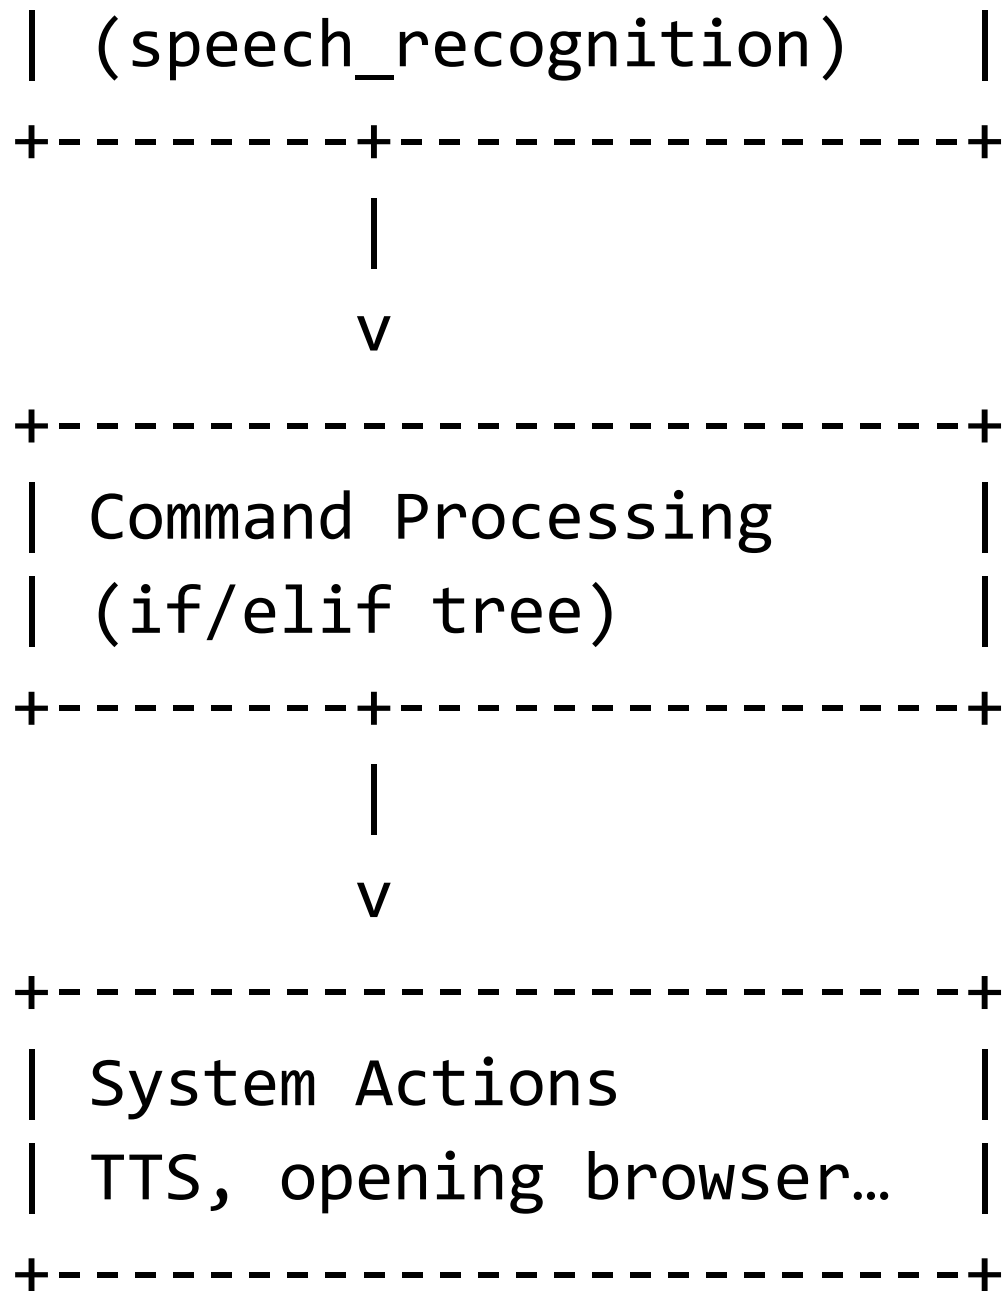 | (speech_recognition)   |
+--------+---------------+
         |
         v
+------------------------+
| Command Processing     |
| (if/elif tree)         |
+--------+---------------+
         |
         v
+------------------------+
| System Actions         |
| TTS, opening browser…  |
+------------------------+